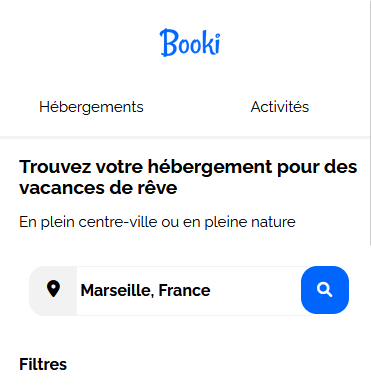 Booki
Hébergements
Activités
Trouvez votre hébergement pour des
vacances de rêve
En plein centre-ville ou en pleine nature
Marseille, France
Filtres